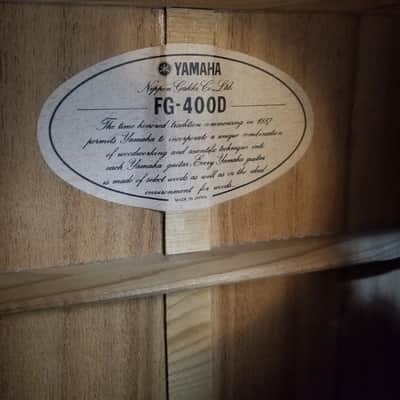 YAMAHA
Nippon Gakki Co., Ltd.
FG-400D
The time honored tradition commencing in 1887
permits Yamaha to incorporate a unique combination
of woodworking and scientific technique into
each Yamaha guitar. Every Yamaha guitar
is made of select woods as well as in the ideal
environment for woods.
MADE IN JAPAN